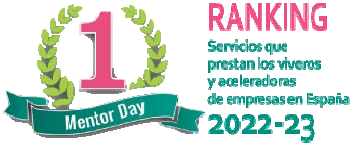 1
Mentor Day
RANKING
Servicios que
prestan los viveros
y aceleradoras
de empresas en España
2022-23